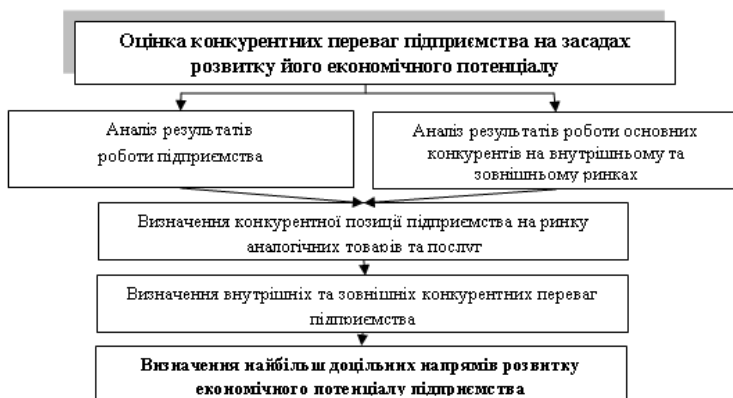 Оцінка конкурентних переваг підприємства на засадах
розвитку його економічного потенціалу
Аналіз результатів
роботи підприємства
Аналіз результатів роботи основних
конкурентів на внутрішньому та
зовнішньому ринках
Визначення конкурентної позиції підприємства на ринку
аналогічних товарів та послуг
Визначення внутрішніх та зовнішніх конкурентних переваг
підприємства
Визначення найбільш доцільних напрямів розвитку
економічного потенціалу підприємства